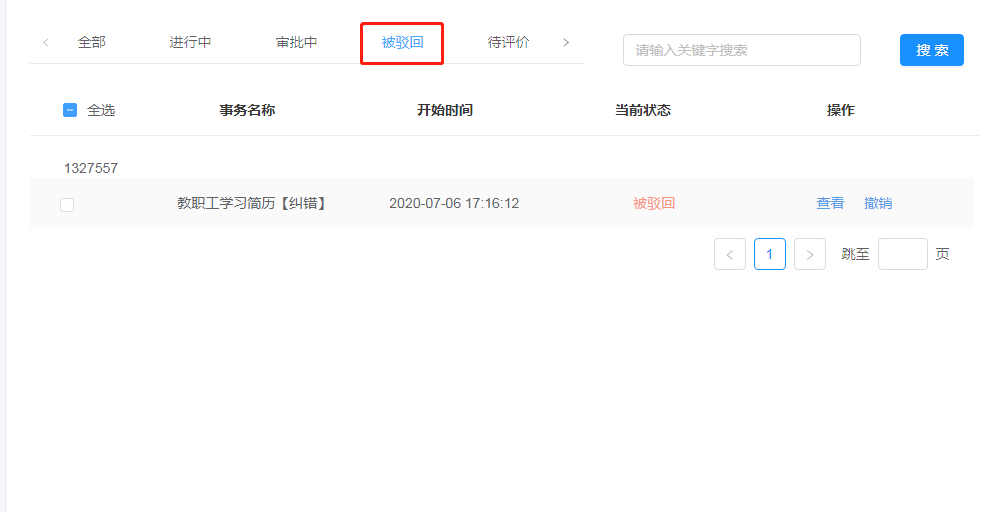 全部 进行中 审批中 被驳回 待评价
请输入关键字搜索 搜 索
全选 事务名称 开始时间 当前状态 操作
1327557
教职工学习简历【纠错】 2020-07-06 17:16:12 被驳回 查看 撤销
1 跳至 页